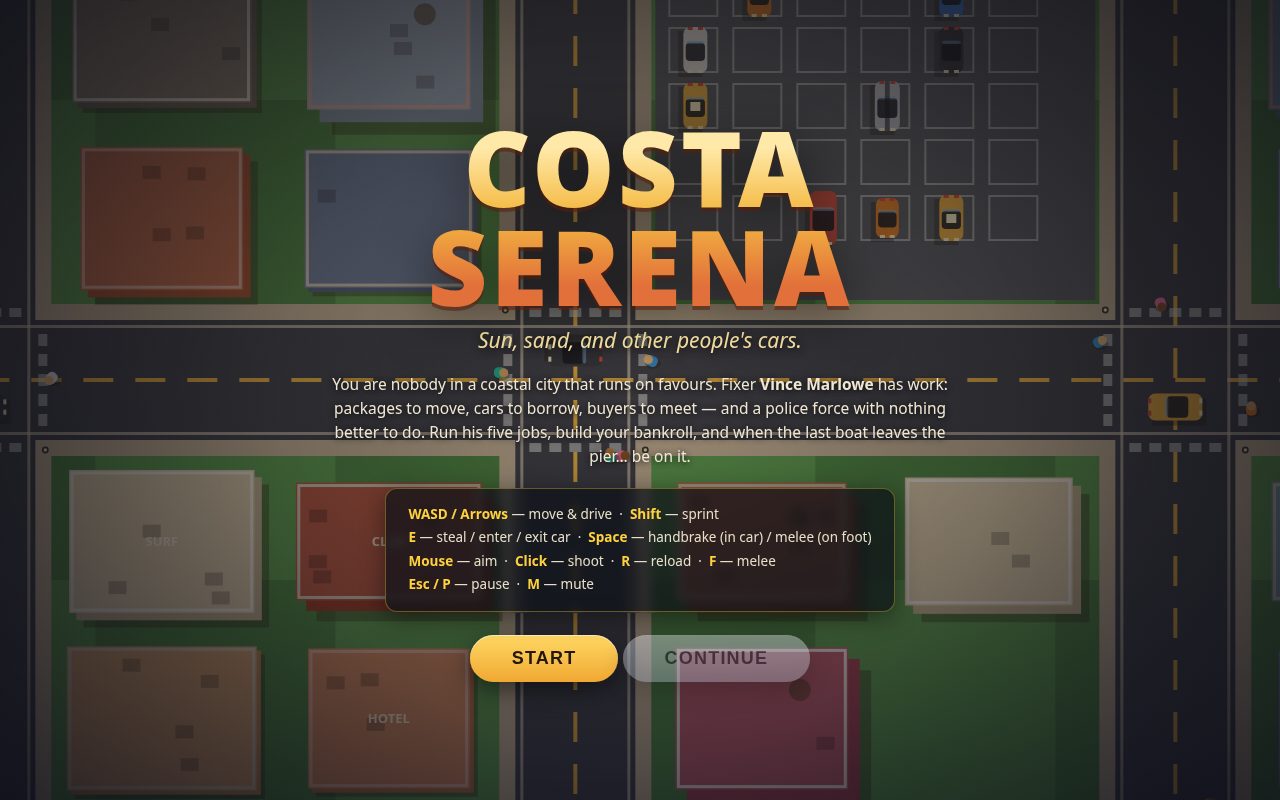 COSTA
SERENA
Sun, sand, and other people's cars.
You are nobody in a coastal city that runs on favours. Fixer Vince Marlowe has work:
packages to move, cars to borrow, buyers to meet — and a police force with nothing
better to do. Run his five jobs, build your bankroll, and when the last boat leaves the
pier... be on it.
WASD / Arrows — move & drive · Shift — sprint
E — steal / enter / exit car · Space — handbrake (in car) / melee (on foot)
SURF
Mouse — aim · Click — shoot · R — reload · F — melee
Esc / P — pause · M — mute
START CONTINUE
HOTEL